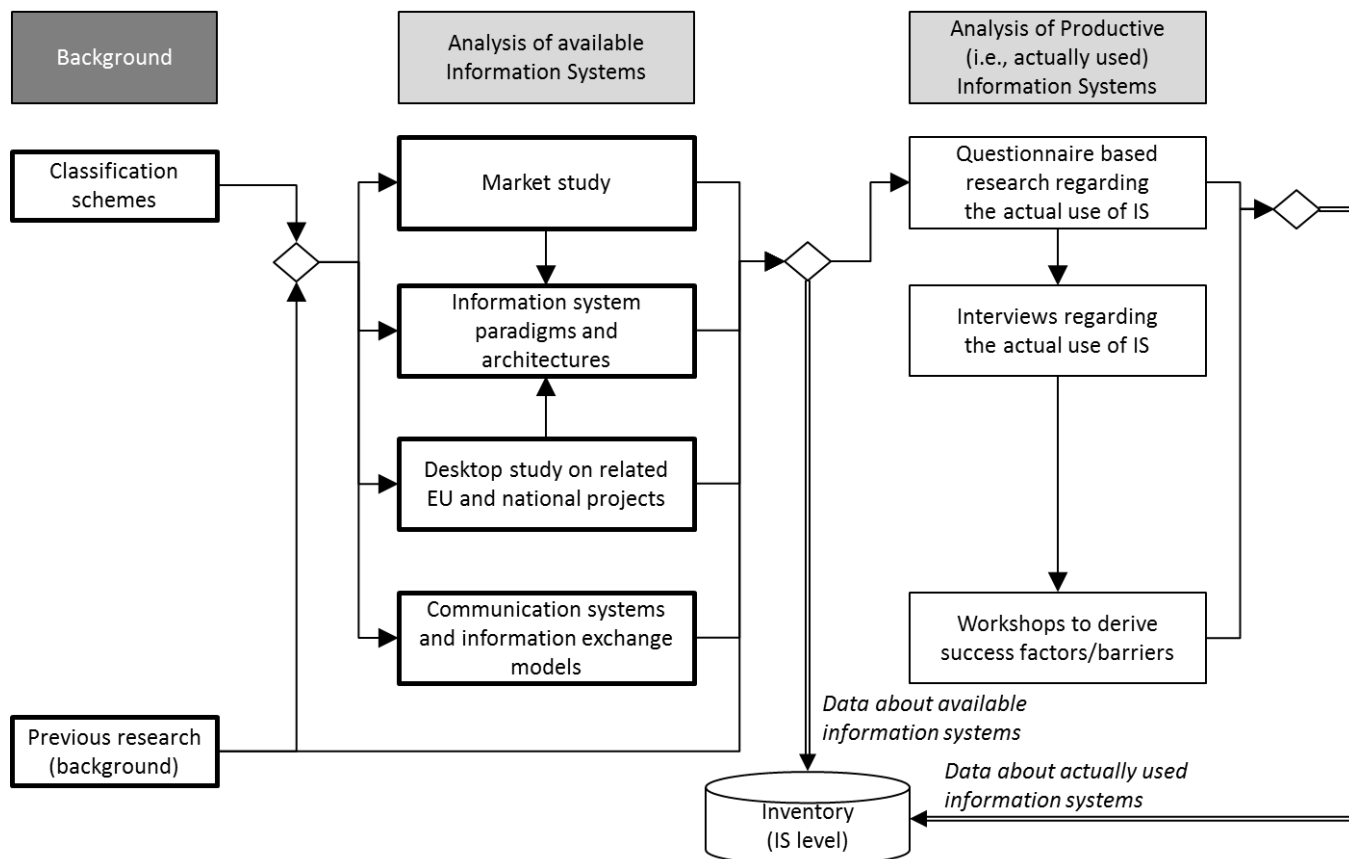 Background
Analysis of available
Information Systems
Analysis of Productive
(i.e., actually used)
Information Systems
Classification
schemes
Market study
Questionnaire based
research regarding
the actual use of IS
Information system
paradigms and
architectures
Interviews regarding
the actual use of IS
Desktop study on related
EU and national projects
Communication systems
and information exchange
models
Workshops to derive
success factors/barriers
Previous research
(background)
Data about available
information systems
Data about actually used
information systems
Inventory
(IS level)